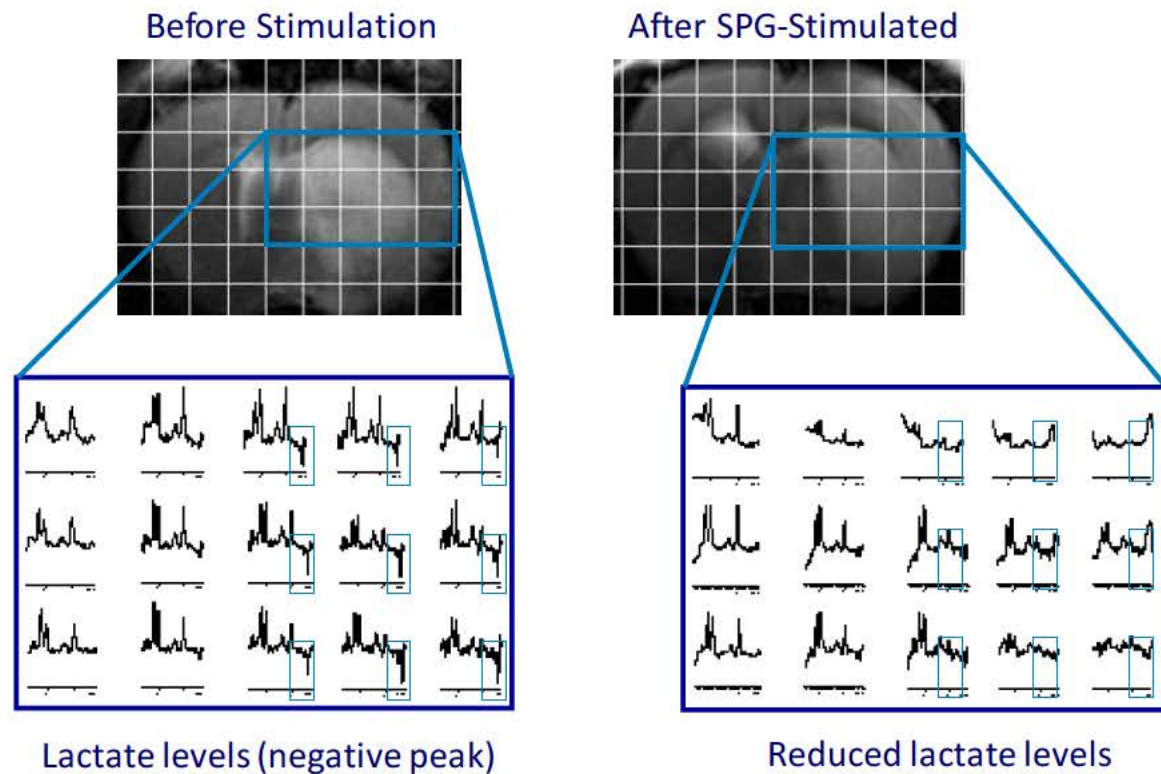 Before Stimulation
After SPG-Stimulated
Lactate levels (negative peak)
Reduced lactate levels